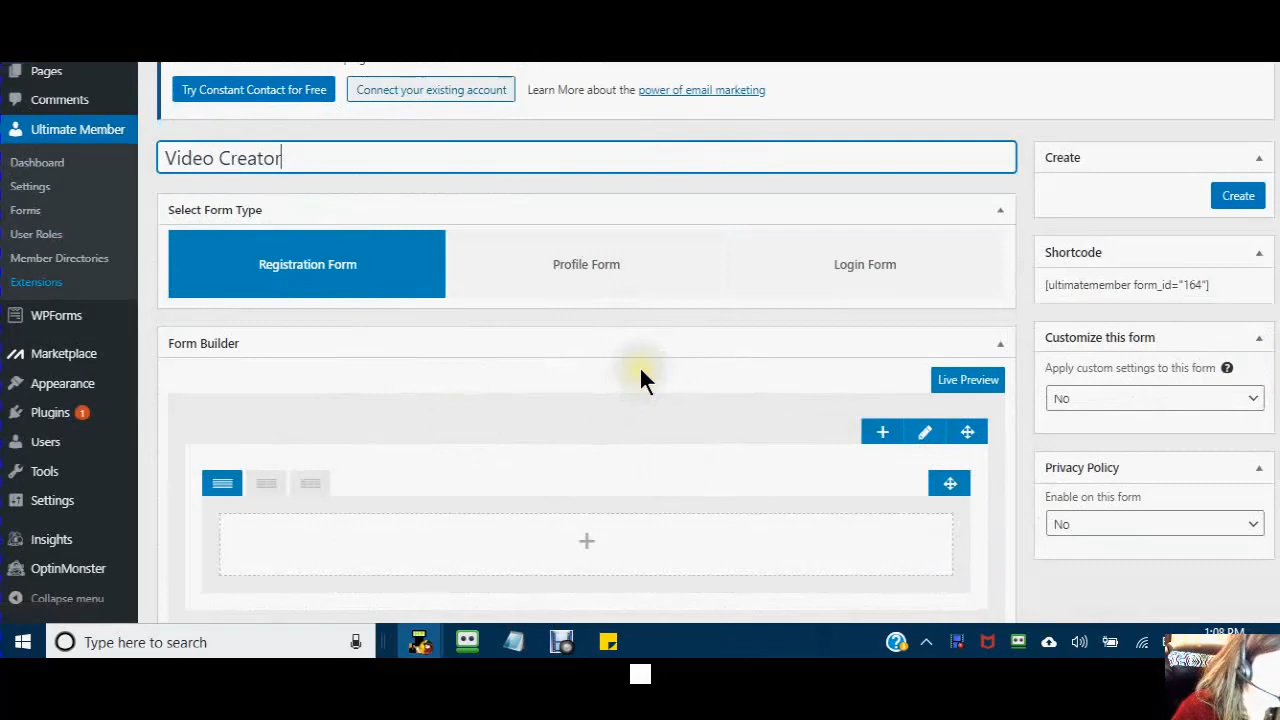 Pages
Comments
Ultimate Member
Dashboard
Settings
Forms
User Roles
Member Directories
Extensions
WPForms
Marketplace
Appearance
Plugins 1
Users
Tools
Settings
Insights
OptinMonster
Collapse menu
Try Constant Contact for Free
Connect your existing account
Learn More about the power of email marketing
Video Creator
Select Form Type
Registration Form
Profile Form
Login Form
Form Builder
Live Preview
Create
Create
Shortcode
[ultimatemember form_id="164"]
Customize this form
Apply custom settings to this form
No
Privacy Policy
Enable on this form
No
Type here to search
1:08 PM